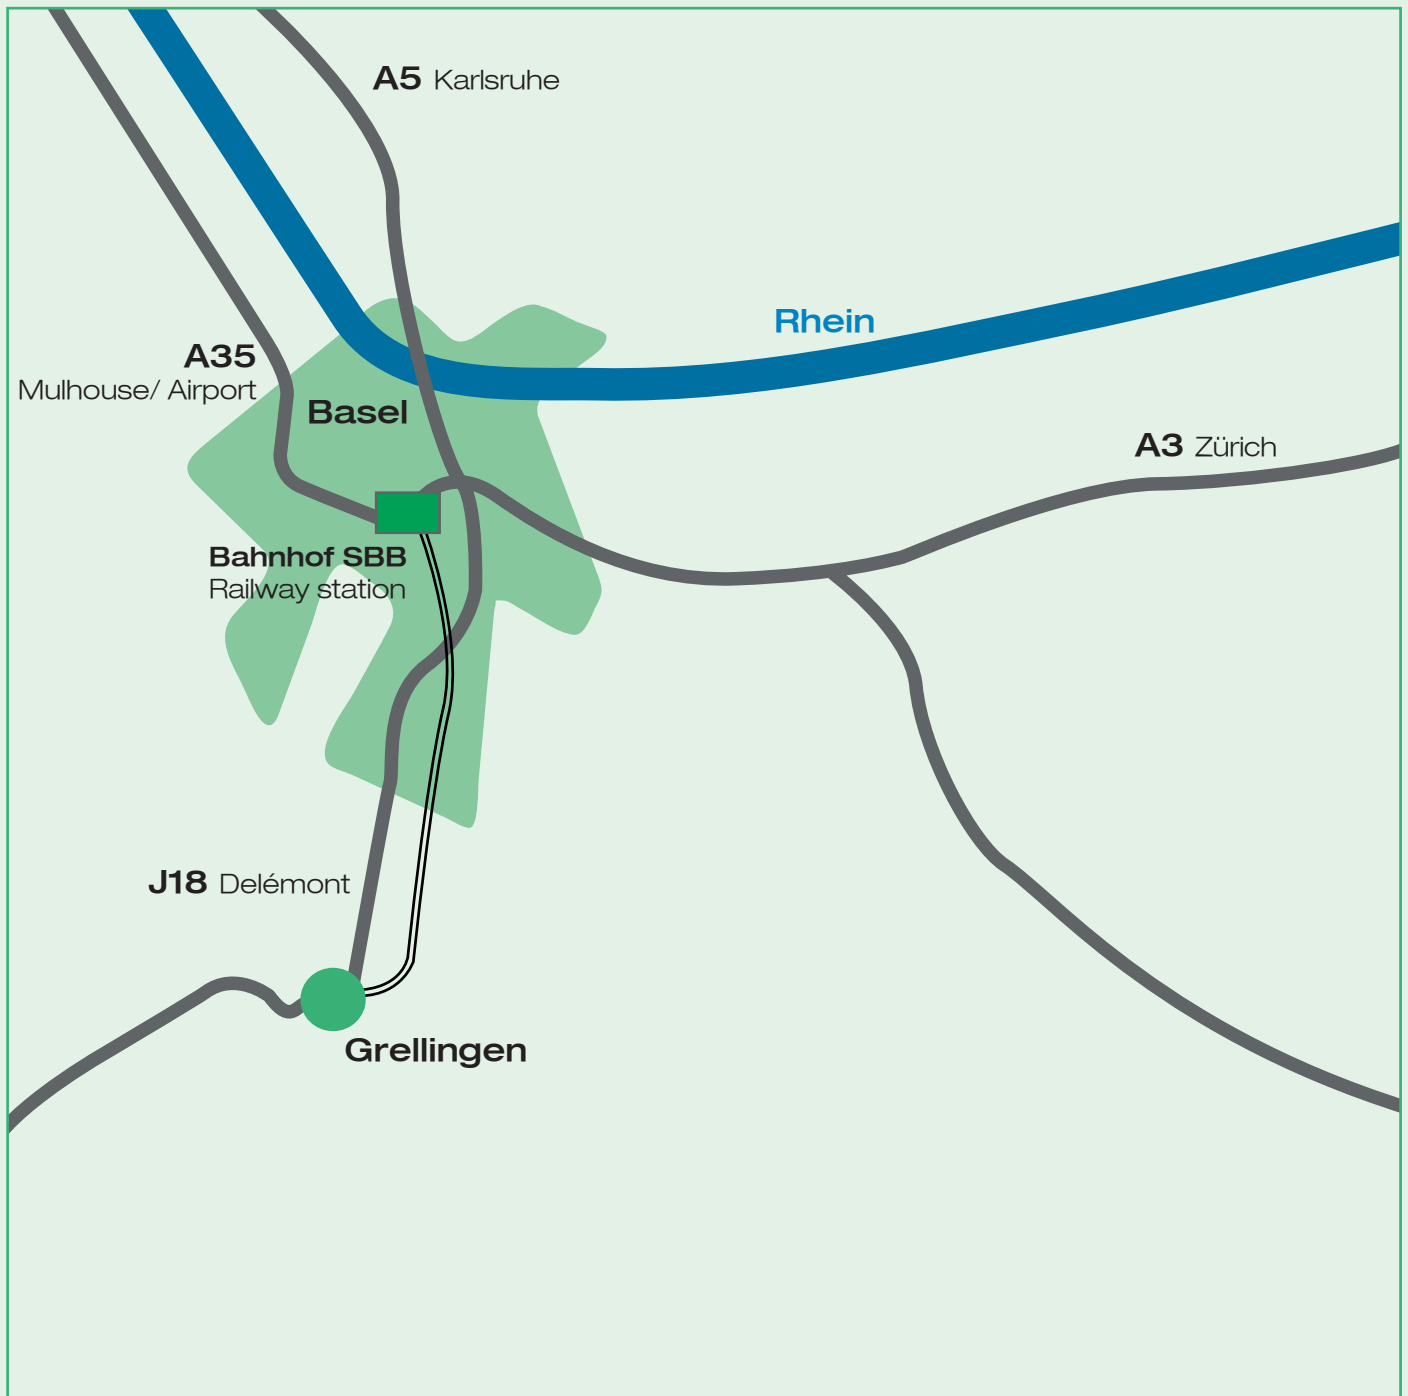 A5 Karlsruhe
Rhein
A35
Mulhouse/ Airport
Basel
A3 Zürich
Bahnhof SBB
Railway station
J18 Delémont
Grellingen